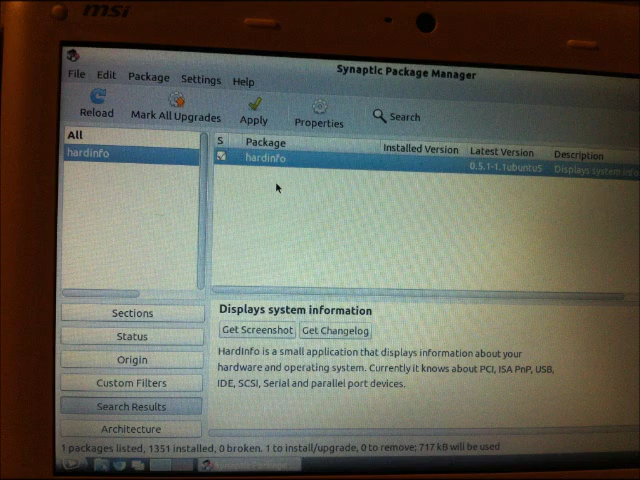 msi
Synaptic Package Manager
File Edit Package Settings Help
Reload Mark All Upgrades Apply Properties Search
All
hardinfo
S Package Installed Version Latest Version Description
hardinfo 0.5.1-1.1ubuntu5 Displays system info
Sections
Status
Origin
Custom Filters
Search Results
Architecture
Displays system information
Get Screenshot Get Changelog
HardInfo is a small application that displays information about your
hardware and operating system. Currently it knows about PCI, ISA PnP, USB,
IDE, SCSI, Serial and parallel port devices.
1 packages listed, 1351 installed, 0 broken. 1 to install/upgrade, 0 to remove; 717 kB will be used